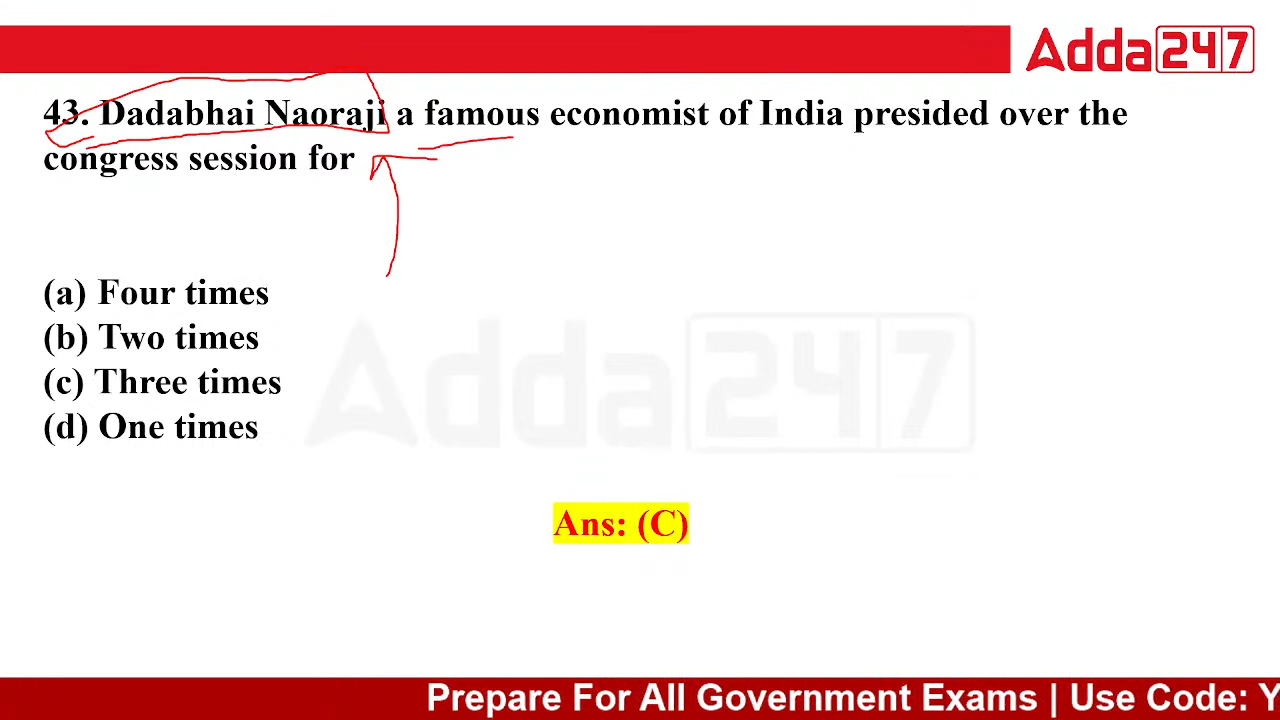 Adda247
43. Dadabhai Naoraji a famous economist of India presided over the
congress session for
(a) Four times
(b) Two times
(c) Three times
(d) One times
Adda247
Ans: (C)
Prepare For All Government Exams | Use Code: Y